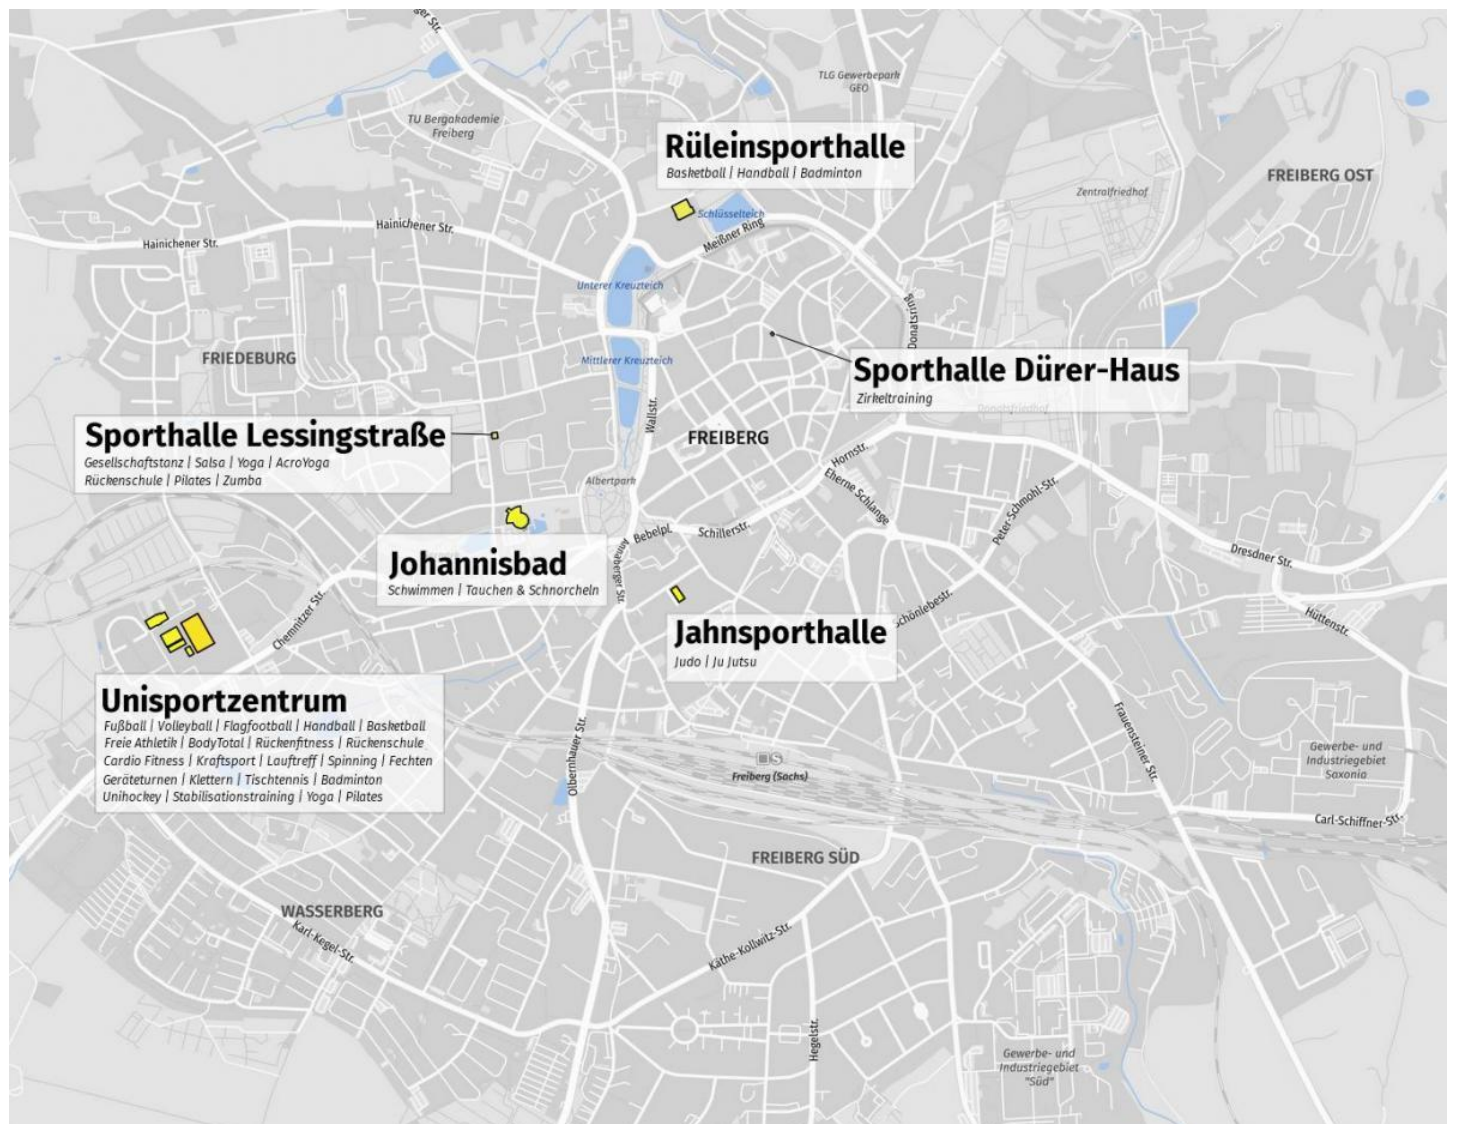 ger Str.
TLG Gewerbepark
GEO
TU Bergakademie
Freiberg
Rüleinsporthalle
Basketball | Handball | Badminton
FREIBERG OST
Zentralfriedhof
Schlüsselteich
Meißner Ring
Hainichener Str.
Hainichener Str.
Unterer Kreuzteich
Donatsring
FRIEDEBURG
Mittlerer Kreuzteich
Sporthalle Dürer-Haus
Zirkeltraining
Donatsfriedhof
Wallstr.
Sporthalle Lessingstraße
Gesellschaftstanz | Salsa | Yoga | AcroYoga
Rückenschule | Pilates | Zumba
FREIBERG
Hornstr.
Eherne Schlange
Albertpark
Peter-Schmohl-Str.
Bebelpl.
Schillerstr.
Annaberger Str.
Dresdner Str.
Johannisbad
Schwimmen | Tauchen & Schnorcheln
Chemnitzer Str.
Schönlebestr.
Hüttenstr.
Jahnsporthalle
Judo | Ju Jutsu
Unisportzentrum
Fußball | Volleyball | Flagfootball | Handball | Basketball
Freie Athletik | BodyTotal | Rückenfitness | Rückenschule
Cardio Fitness | Kraftsport | Lauftreff | Spinning | Fechten
Geräteturnen | Klettern | Tischtennis | Badminton
Unihockey | Stabilisationstraining | Yoga | Pilates
Olbernhauer Str.
Frauensteiner Str.
S
Freiberg (Sachs)
Gewerbe- und
Industriegebiet
Saxonia
Carl-Schiffner-Str.
FREIBERG SÜD
WASSERBERG
Karl-Kegel-Str.
Käthe-Kollwitz-Str.
Hegelstr.
Gewerbe- und
Industriegebiet
"Süd"